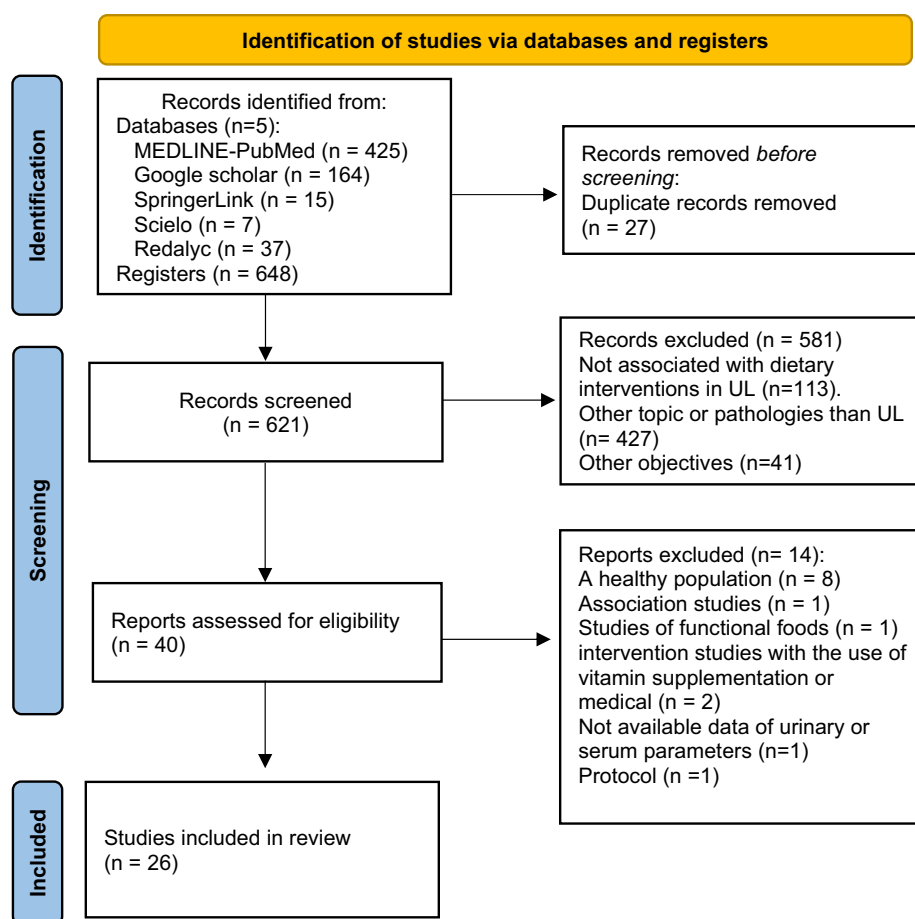 Identification of studies via databases and registers
Identification
Records identified from:
Databases (n=5):
MEDLINE-PubMed (n = 425)
Google scholar (n = 164)
SpringerLink (n = 15)
Scielo (n = 7)
Redalyc (n = 37)
Registers (n = 648)
Records removed before
screening:
Duplicate records removed
(n = 27)
Screening
Records screened
(n = 621)
Records excluded (n = 581)
Not associated with dietary
interventions in UL (n=113).
Other topic or pathologies than UL
(n= 427)
Other objectives (n=41)
Reports assessed for eligibility
(n = 40)
Reports excluded (n= 14):
A healthy population (n = 8)
Association studies (n = 1)
Studies of functional foods (n = 1)
intervention studies with the use of
vitamin supplementation or
medical (n = 2)
Not available data of urinary or
serum parameters (n=1)
Protocol (n =1)
Included
Studies included in review
(n = 26)